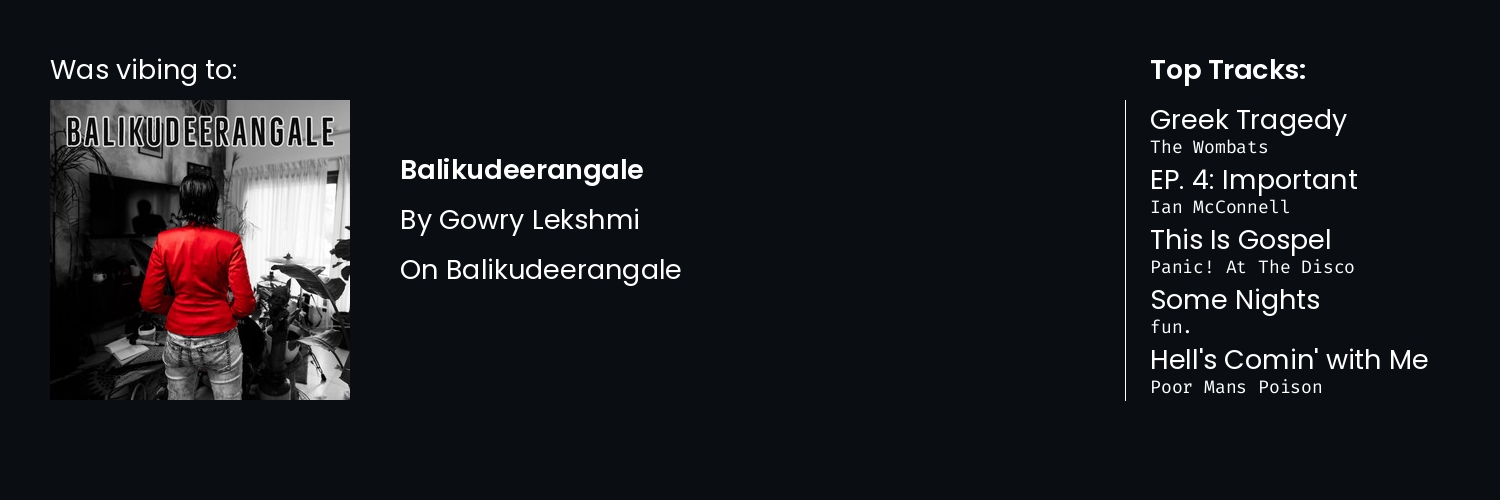 Was vibing to:
BALIKUDEERANGALE
Balikudeerangale
By Gowry Lekshmi
On Balikudeerangale
Top Tracks:
Greek Tragedy
The Wombats
EP. 4: Important
Ian McConnell
This Is Gospel
Panic! At The Disco
Some Nights
fun.
Hell's Comin' with Me
Poor Mans Poison